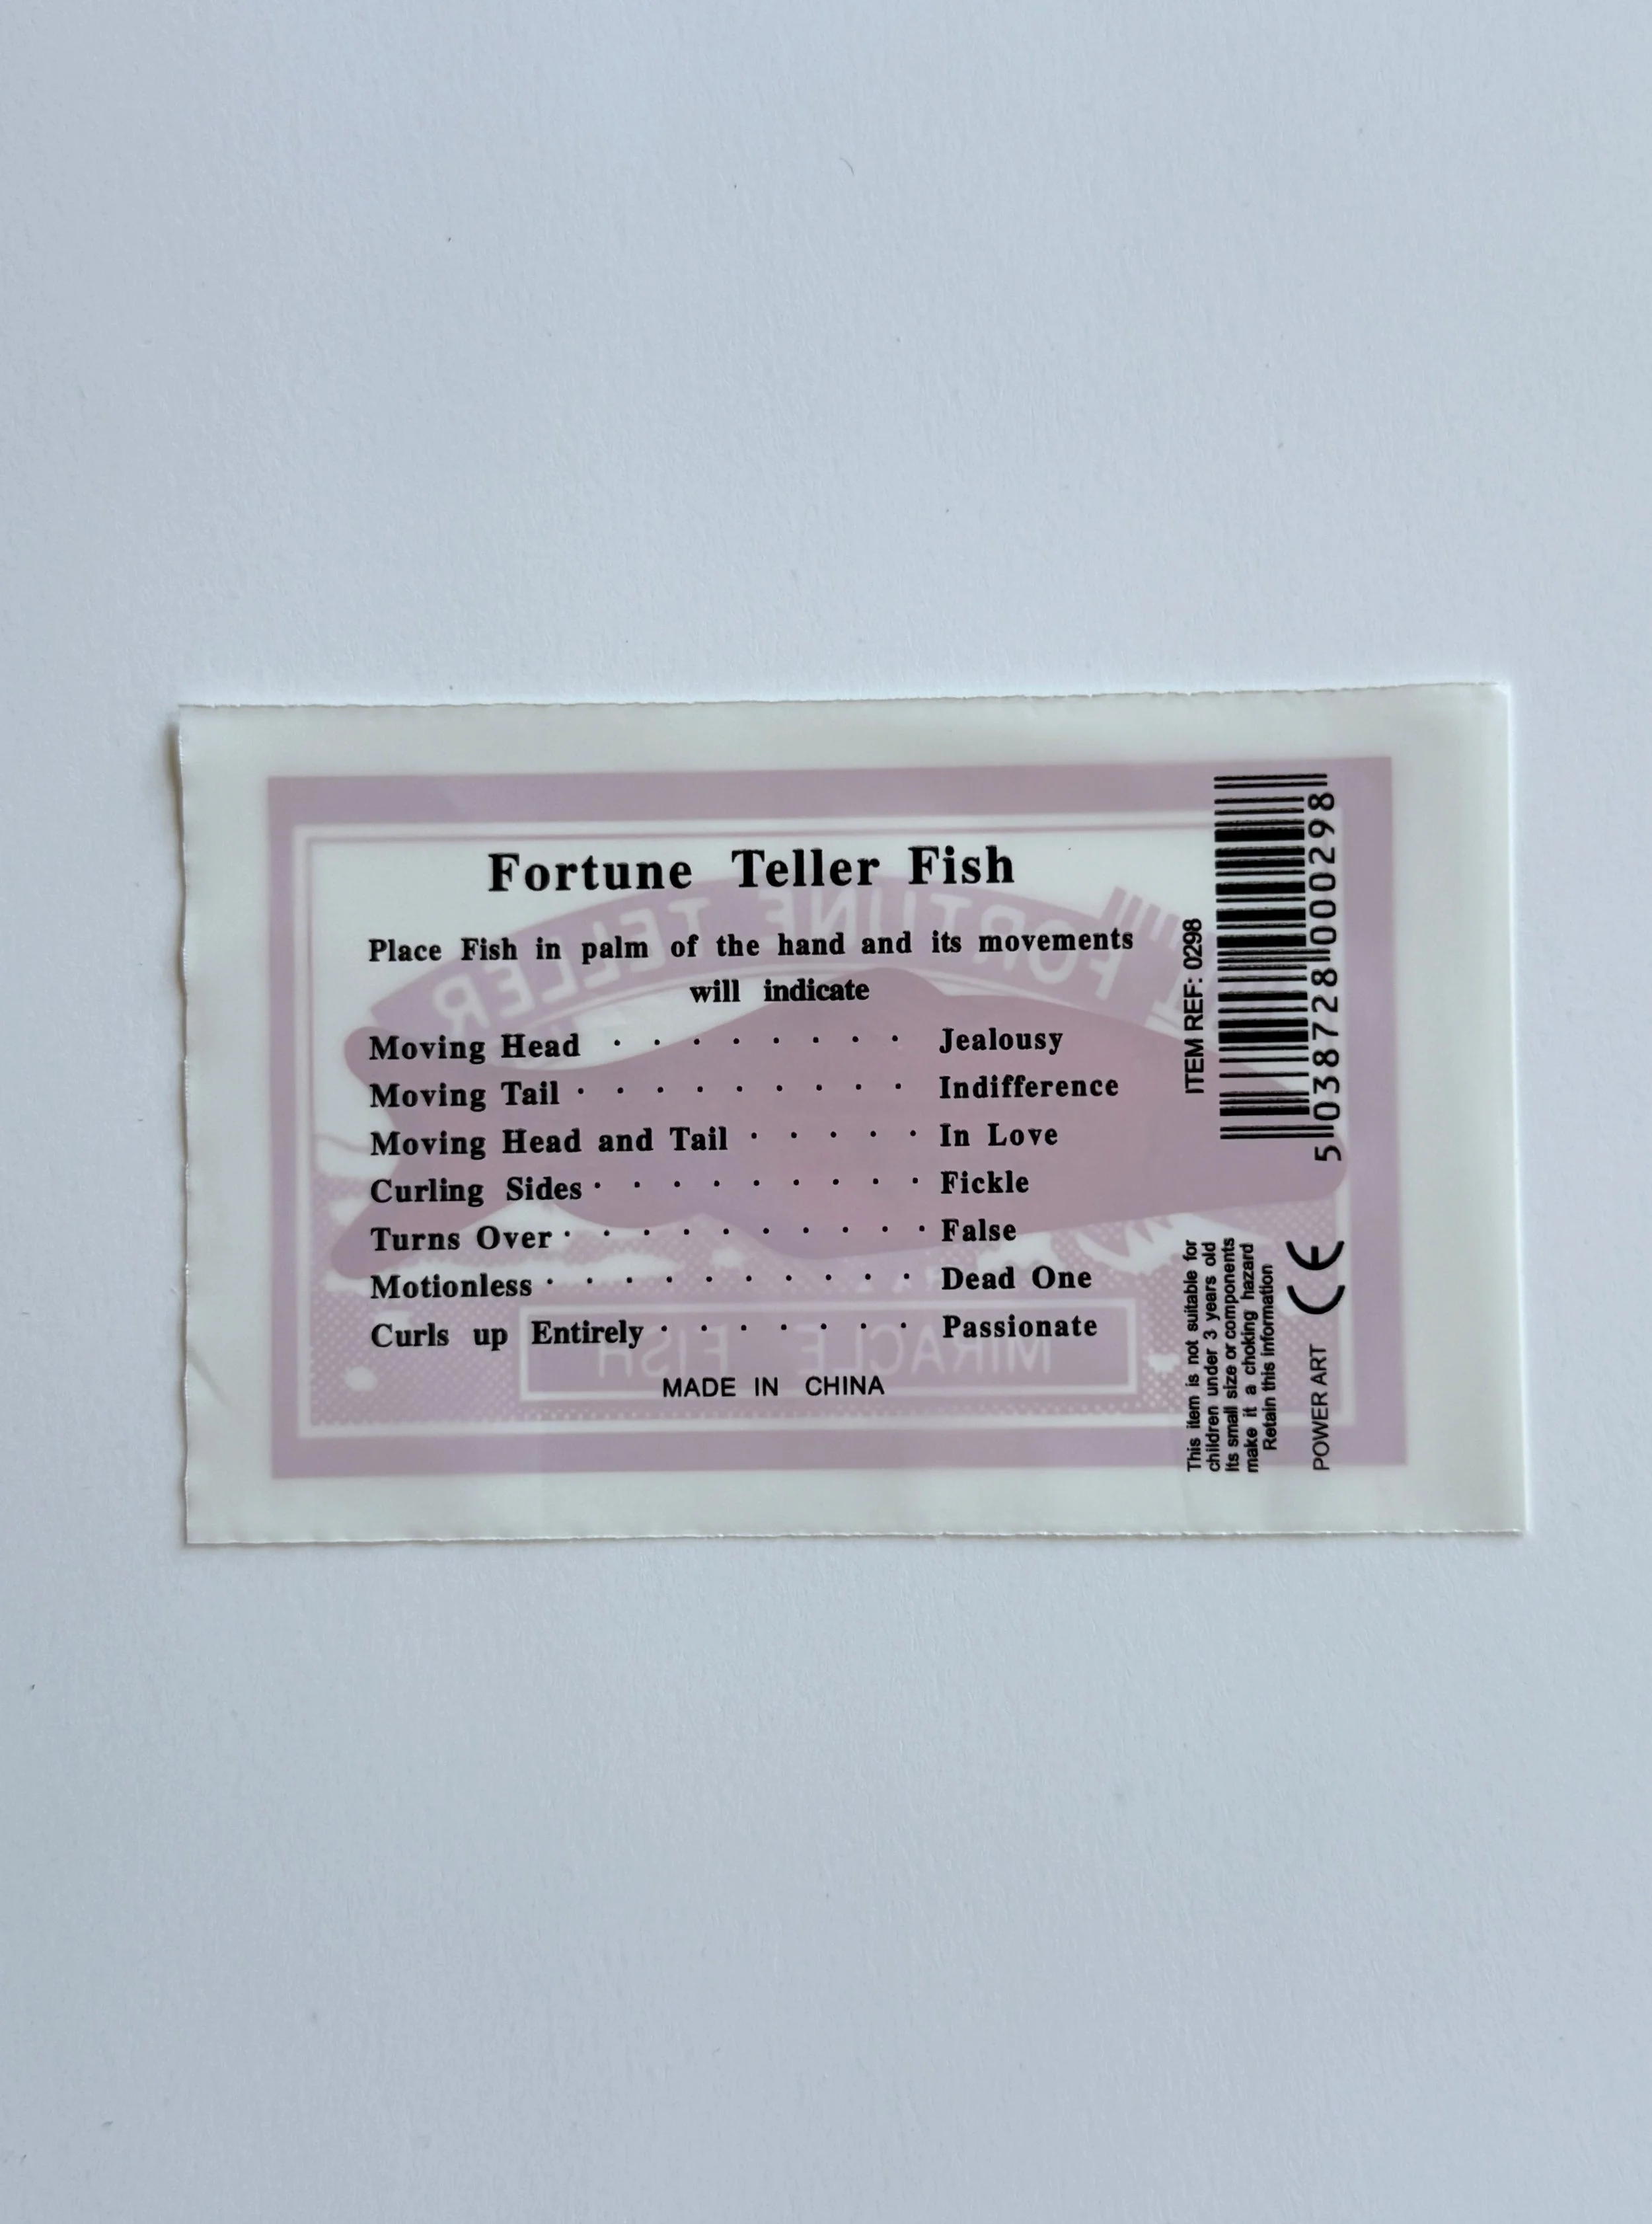 Fortune Teller Fish
Place Fish in palm of the hand and its movements
will indicate
Moving Head · · · · · · · · Jealousy
Moving Tail · · · · · · · · · Indifference
Moving Head and Tail · · · · · In Love
Curling Sides · · · · · · · · · Fickle
Turns Over · · · · · · · · · · False
Motionless · · · · · · · · · · Dead One
Curls up Entirely · · · · · · · Passionate
MADE IN CHINA
ITEM REF: 0298
5 038728 000298
This item is not suitable for
children under 3 years old
Its small size or components
make it a choking hazard
Retain this information
POWER ART CE
FORTUNE TELLER
MIRACLE FISH